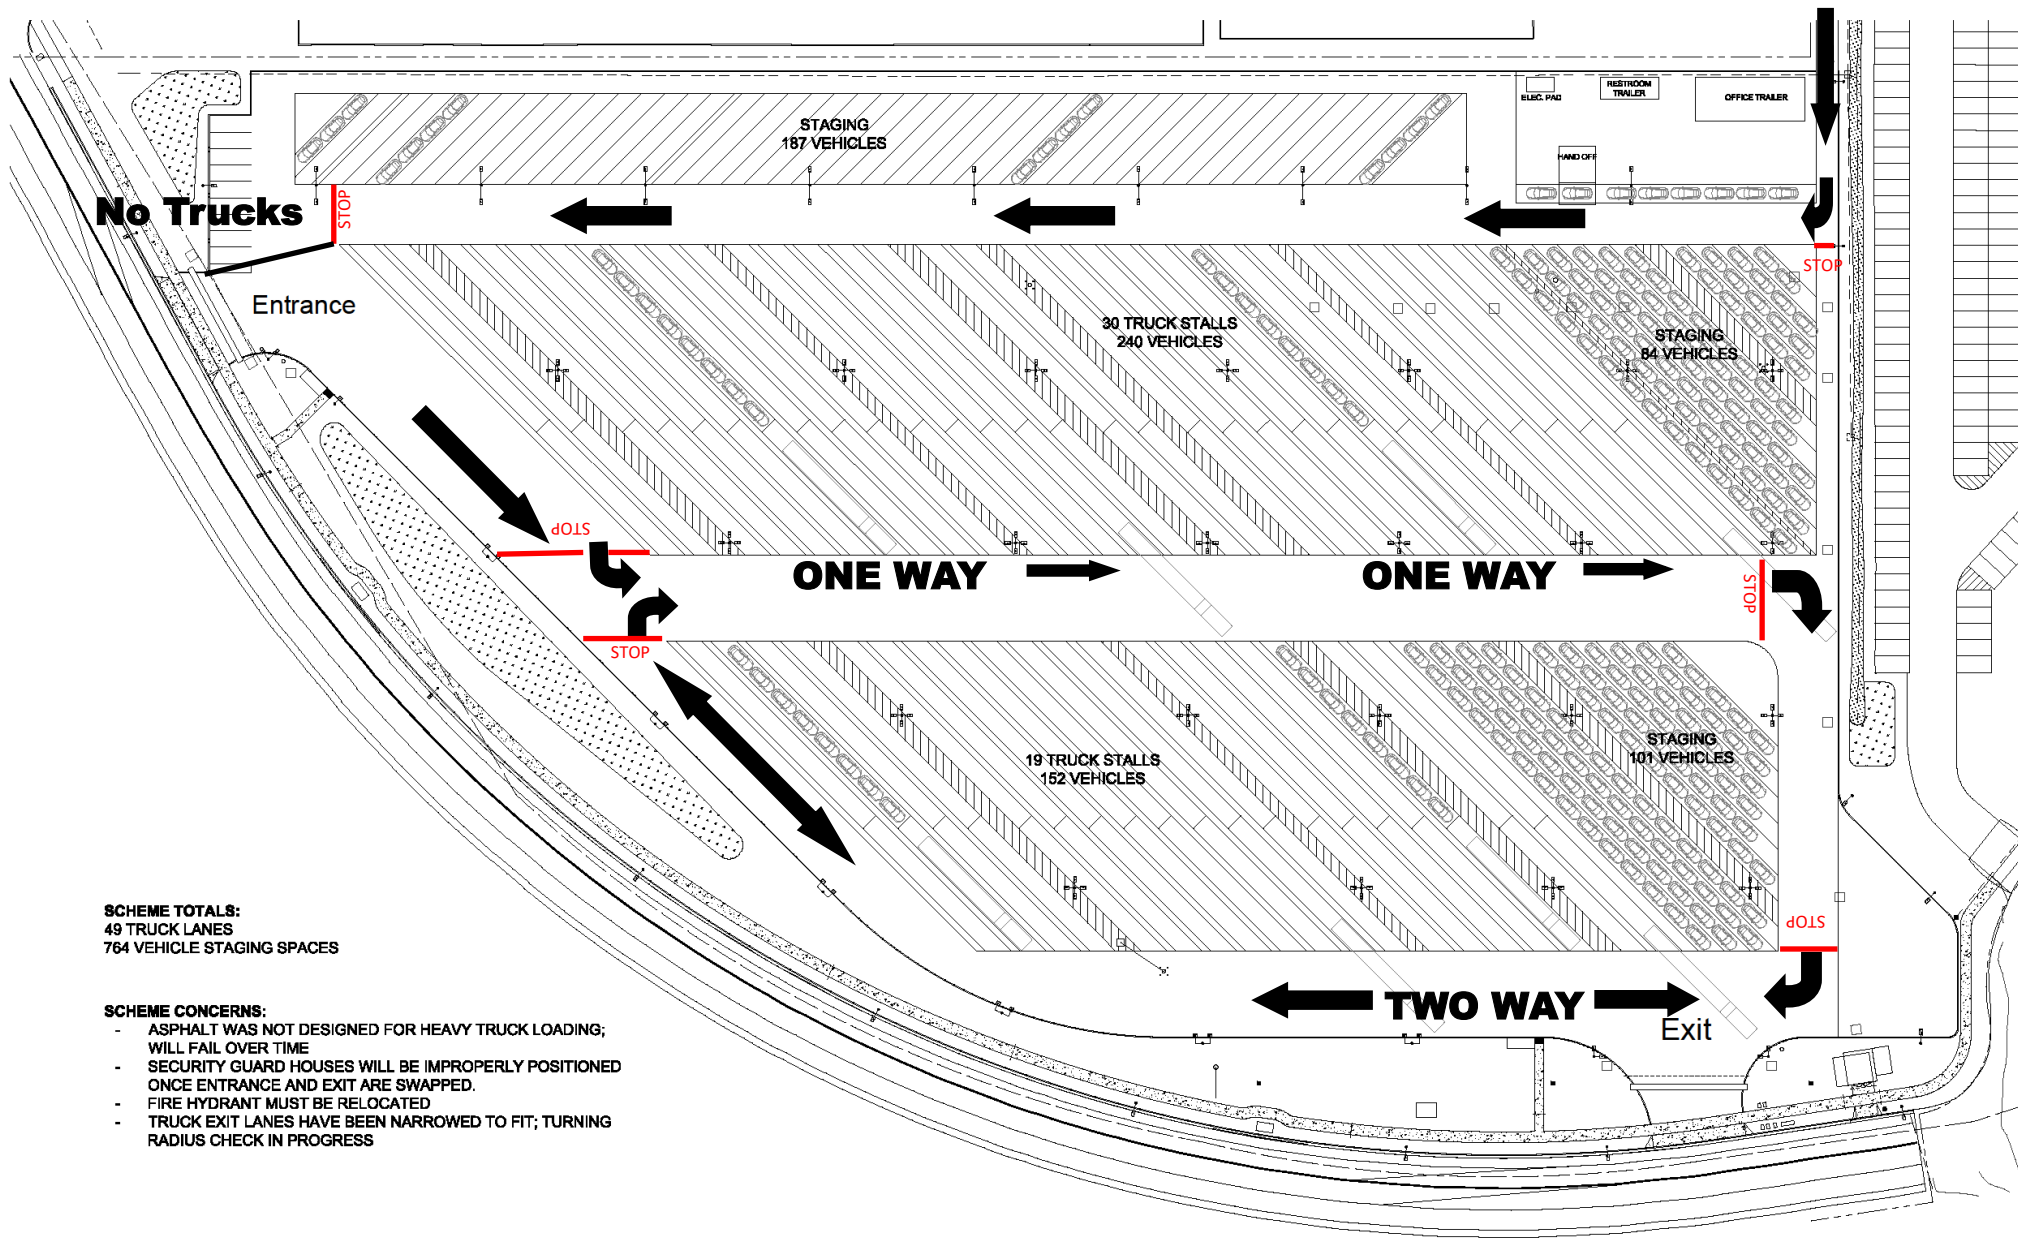 ELEC. PAD
RESTROOM
TRAILER
OFFICE TRAILER
STAGING
187 VEHICLES
HAND OFF
No Trucks
STOP
STOP
Entrance
30 TRUCK STALLS
240 VEHICLES
STAGING
84 VEHICLES
STOP
ONE WAY
ONE WAY
STOP
STOP
STAGING
101 VEHICLES
19 TRUCK STALLS
152 VEHICLES
STOP
SCHEME TOTALS:
49 TRUCK LANES
764 VEHICLE STAGING SPACES
TWO WAY
Exit
SCHEME CONCERNS:
- ASPHALT WAS NOT DESIGNED FOR HEAVY TRUCK LOADING;
WILL FAIL OVER TIME
- SECURITY GUARD HOUSES WILL BE IMPROPERLY POSITIONED
ONCE ENTRANCE AND EXIT ARE SWAPPED.
- FIRE HYDRANT MUST BE RELOCATED
- TRUCK EXIT LANES HAVE BEEN NARROWED TO FIT; TURNING
RADIUS CHECK IN PROGRESS